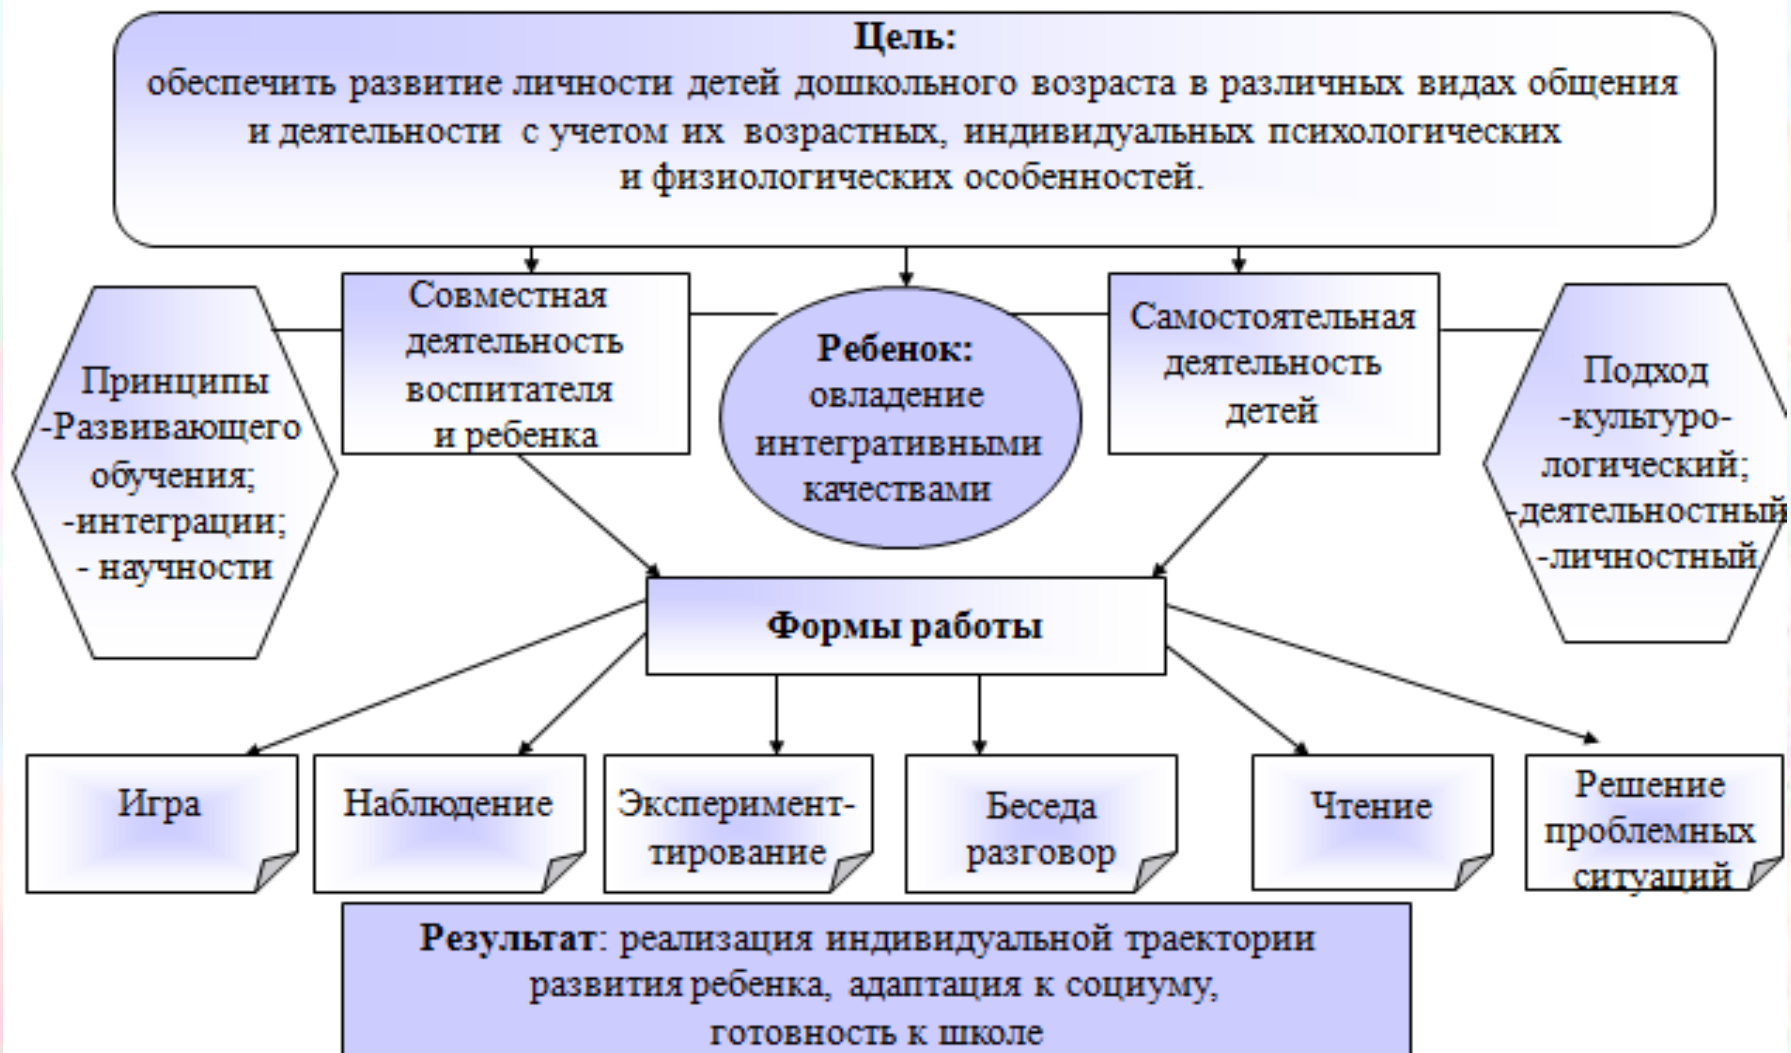 Цель:
обеспечить развитие личности детей дошкольного возраста в различных видах общения
и деятельности с учетом их возрастных, индивидуальных психологических
и физиологических особенностей.
Принципы
-Развивающего
обучения;
-интеграции;
- научности
Совместная
деятельность
воспитателя
и ребенка
Ребенок:
овладение
интегративными
качествами
Самостоятельная
деятельность
детей
Подход
-культуро-
логический;
-деятельностный
-личностный
Формы работы
Игра
Наблюдение
Эксперимент-
тирование
Беседа
разговор
Чтение
Решение
проблемных
ситуаций
Результат: реализация индивидуальной траектории
развития ребенка, адаптация к социуму,
готовность к школе